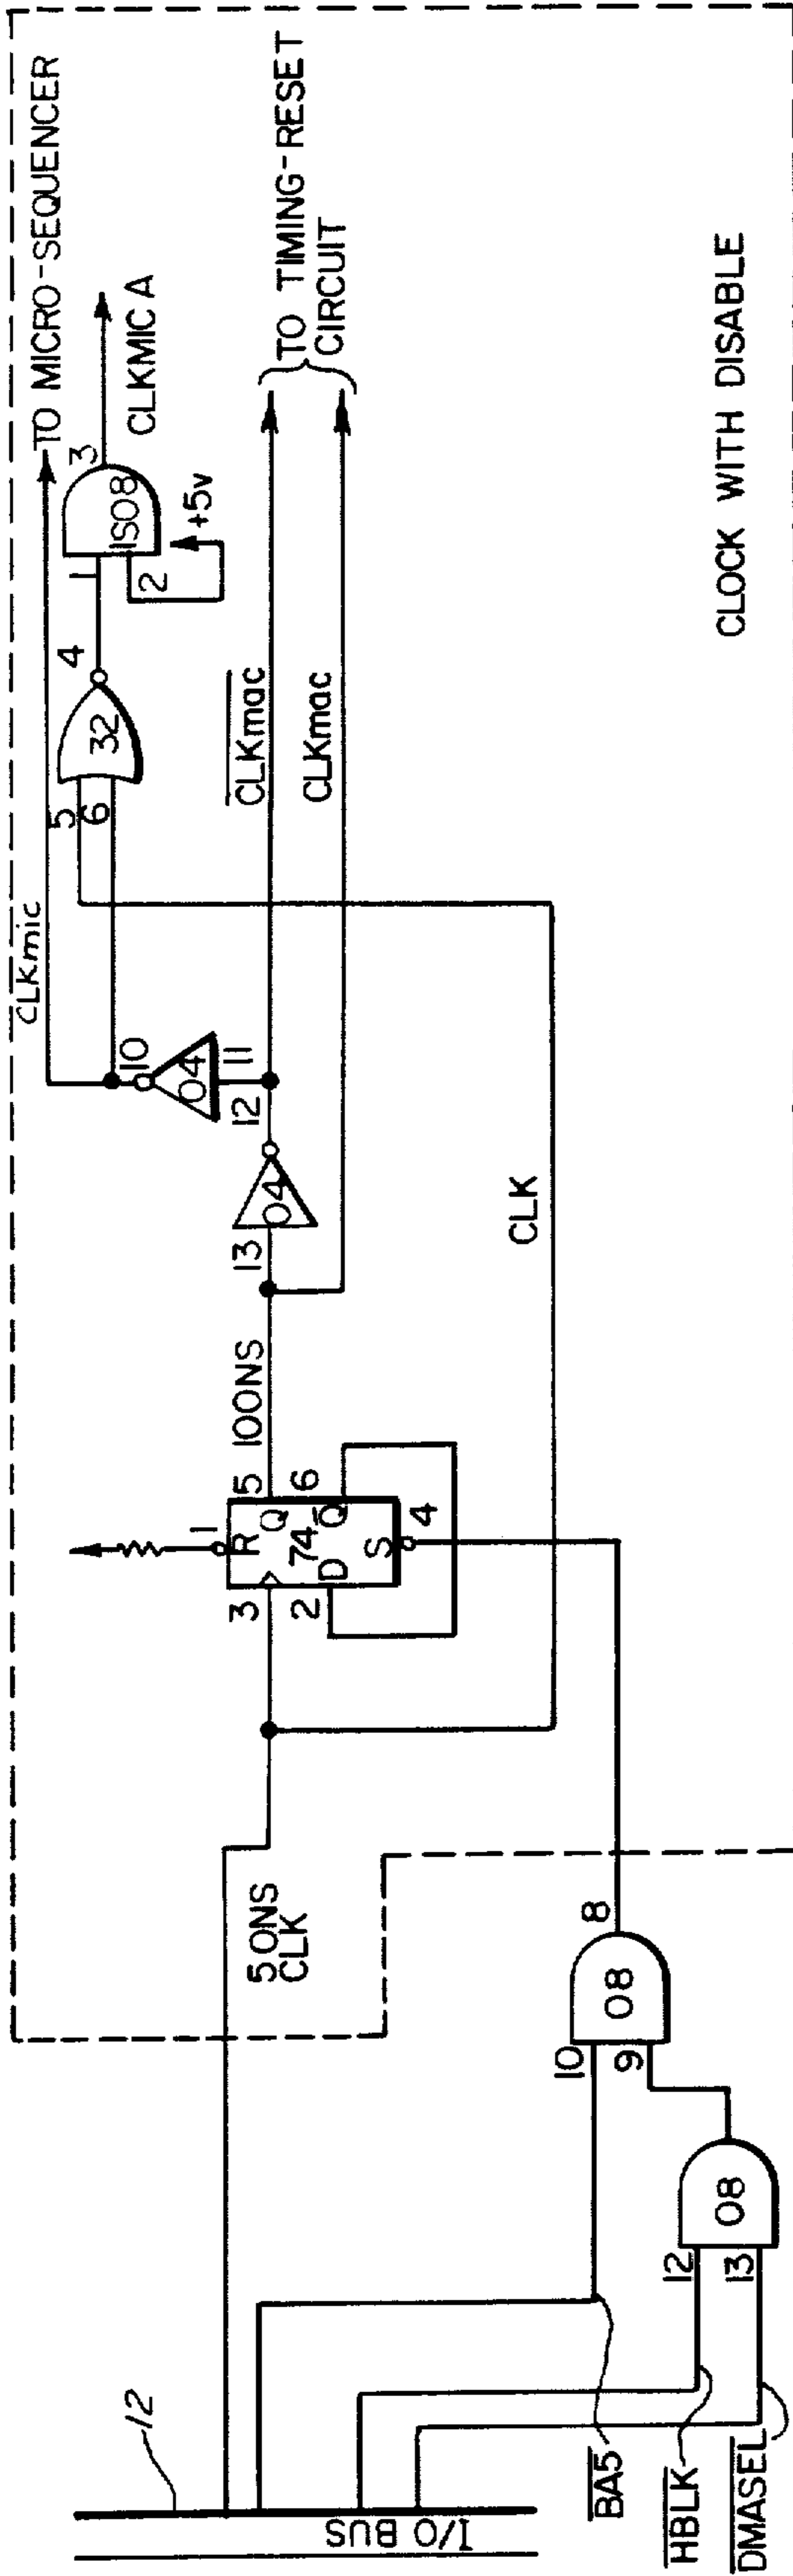 12
I/O BUS
BA5
HBLK
DMASEL
12
13
08
10
9
08
8
50NS
CLK
3
2
1
R
Q
74
D
Q
S
5
6
4
100NS
13
04
12
11
04
10
CLKmic
CLK
5
6
32
4
1
2
1S08
3
+5v
TO MICRO-SEQUENCER
CLKMIC A
CLKmac
CLKmac
TO TIMING-RESET
CIRCUIT
CLOCK WITH DISABLE